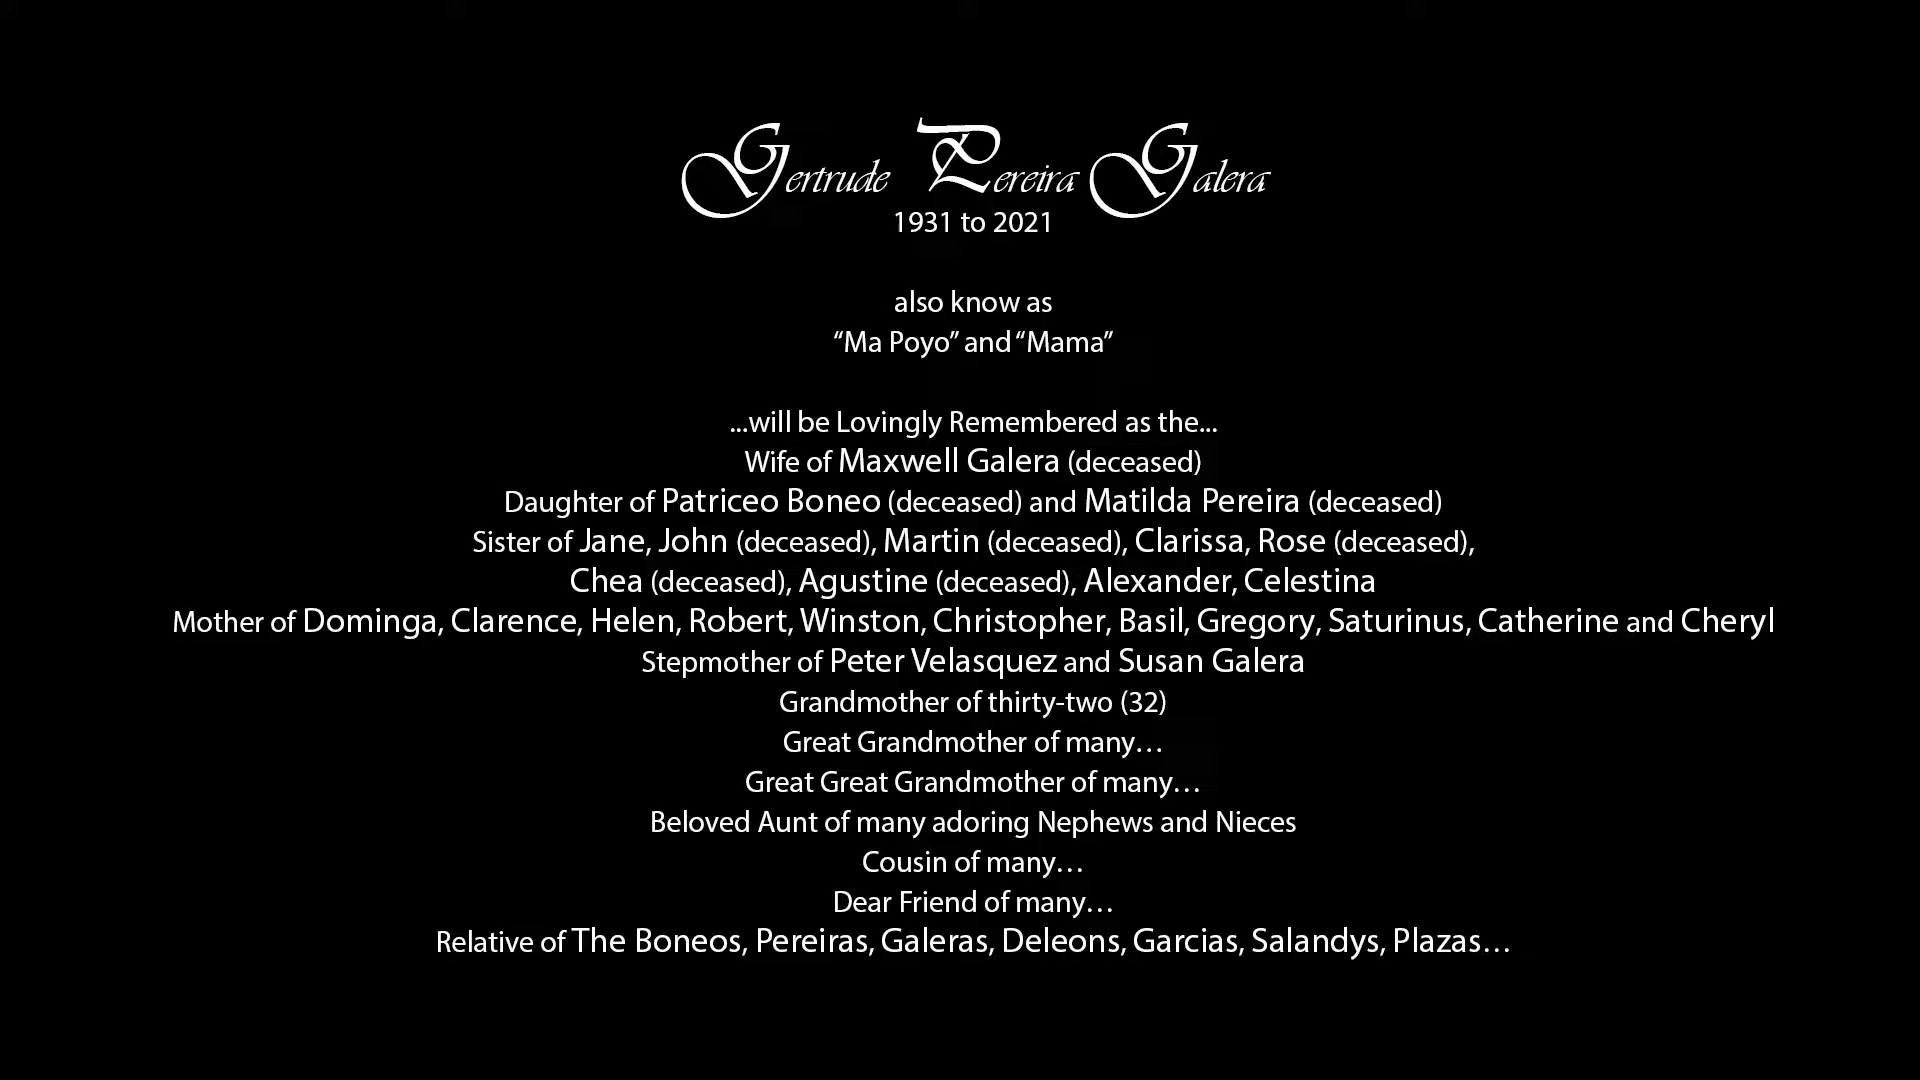 Gertrude Pereira Galera
1931 to 2021
also know as
“Ma Poyo” and “Mama”
...will be Lovingly Remembered as the...
Wife of Maxwell Galera (deceased)
Daughter of Patriceo Boneo (deceased) and Matilda Pereira (deceased)
Sister of Jane, John (deceased), Martin (deceased), Clarissa, Rose (deceased),
Chea (deceased), Agustine (deceased), Alexander, Celestina
Mother of Dominga, Clarence, Helen, Robert, Winston, Christopher, Basil, Gregory, Saturinus, Catherine and Cheryl
Stepmother of Peter Velasquez and Susan Galera
Grandmother of thirty-two (32)
Great Grandmother of many…
Great Great Grandmother of many…
Beloved Aunt of many adoring Nephews and Nieces
Cousin of many…
Dear Friend of many…
Relative of The Boneos, Pereiras, Galeras, Deleons, Garcias, Salandys, Plazas…